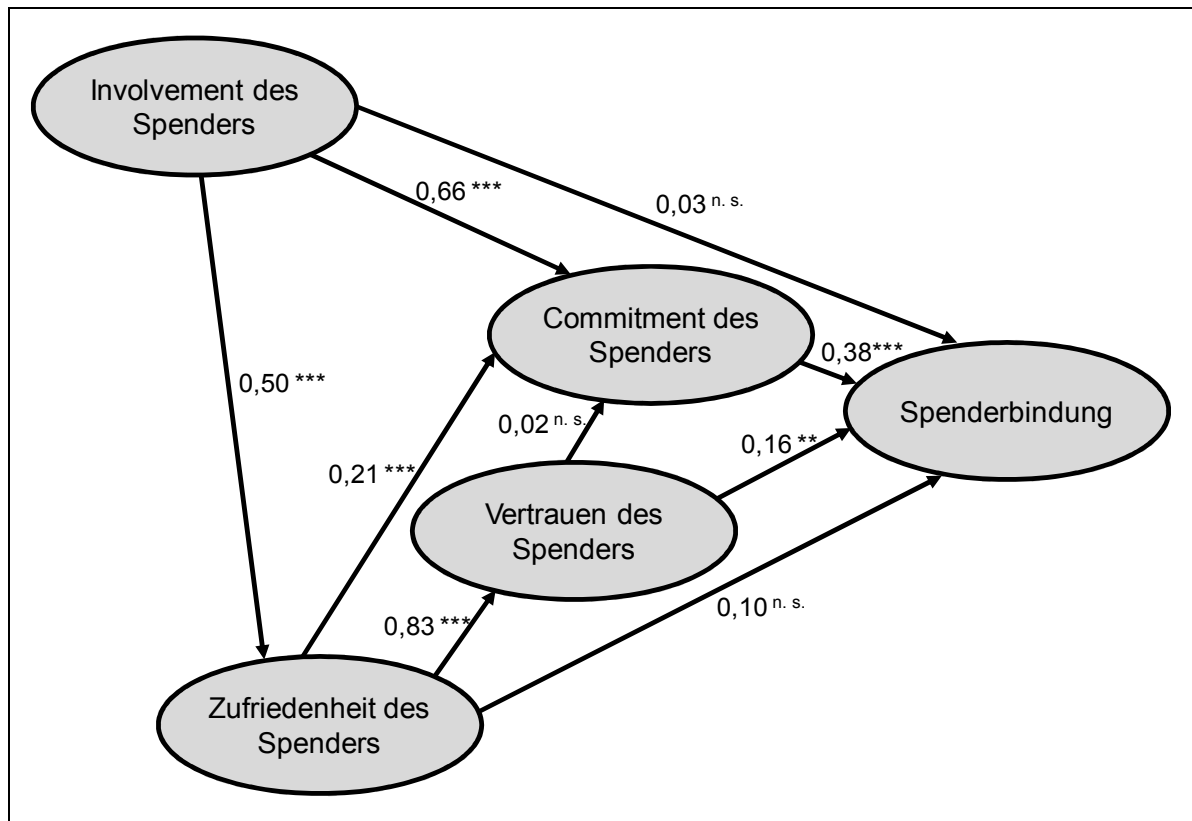 Involvement des
Spenders
0,66 ***
0,03 n. s.
Commitment des
Spenders
0,38***
0,50 ***
Spenderbindung
0,02 n. s.
0,16 **
0,21 ***
Vertrauen des
Spenders
0,10 n. s.
0,83 ***
Zufriedenheit des
Spenders